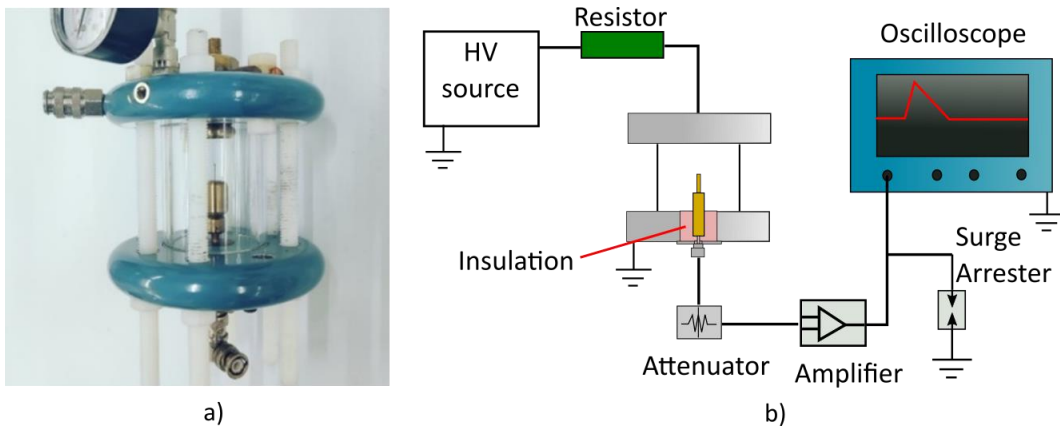 Resistor
HV
source
Oscilloscope
Insulation
Surge
Arrester
Attenuator
Amplifier
a)
b)